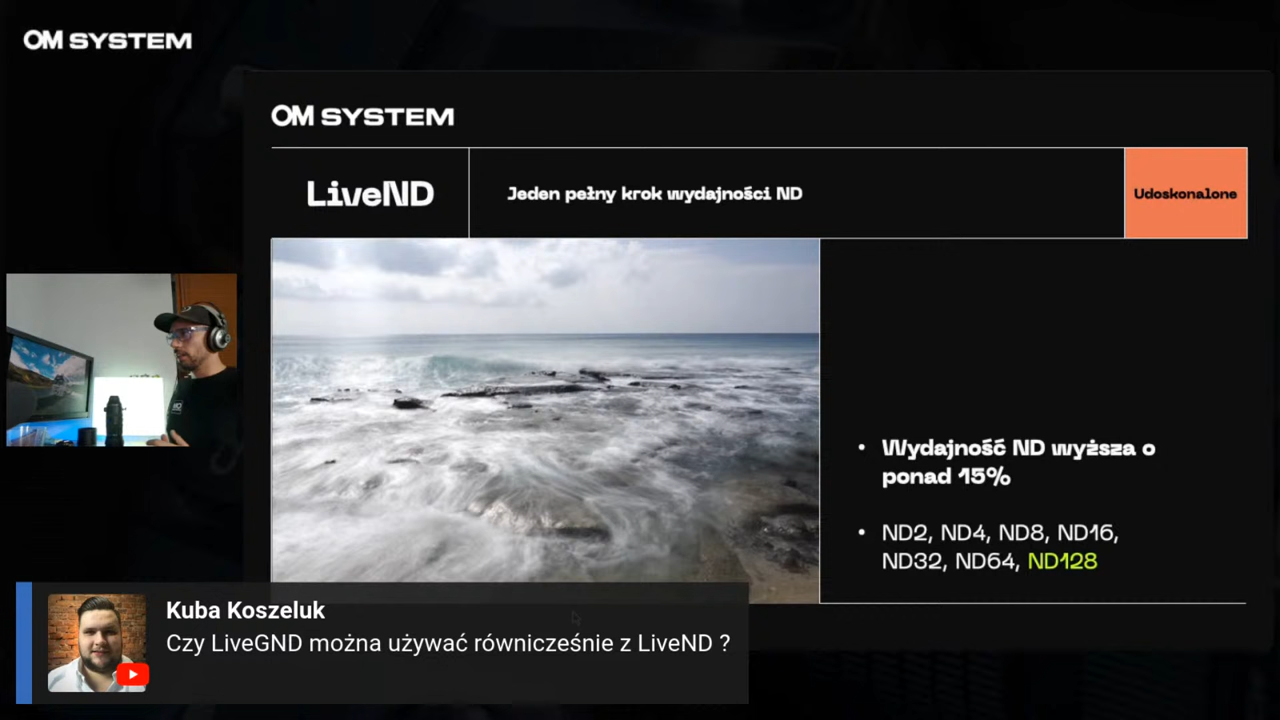 OM SYSTEM
OM SYSTEM
LiveND
Jeden pełny krok wydajności ND
Udoskonalone
• Wydajność ND wyższa o
ponad 15%
• ND2, ND4, ND8, ND16,
ND32, ND64, ND128
Kuba Koszeluk
Czy LiveGND można używać równicześnie z LiveND ?